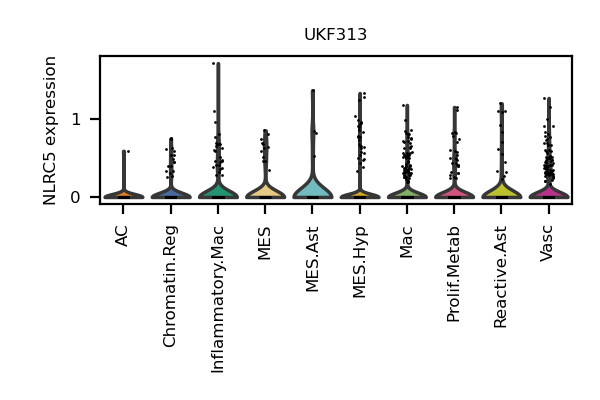 UKF313
NLRC5 expression
1
0
AC
Chromatin.Reg
Inflammatory.Mac
MES
MES.Ast
MES.Hyp
Mac
Prolif.Metab
Reactive.Ast
Vasc